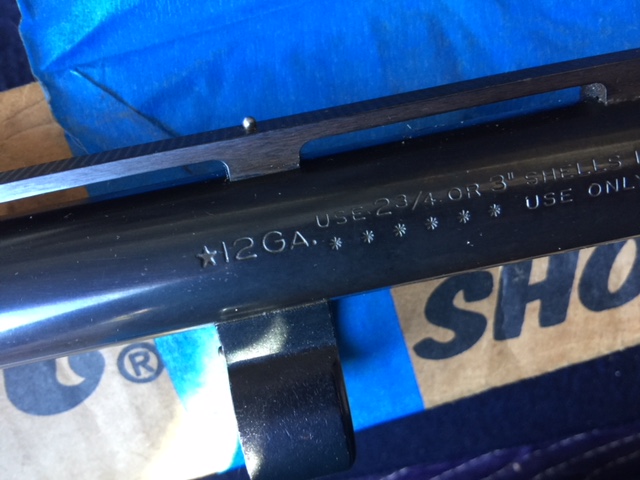 USE 2 3/4 OR 3" SHELLS
★12GA. ****** USE ONLY
®
SHO